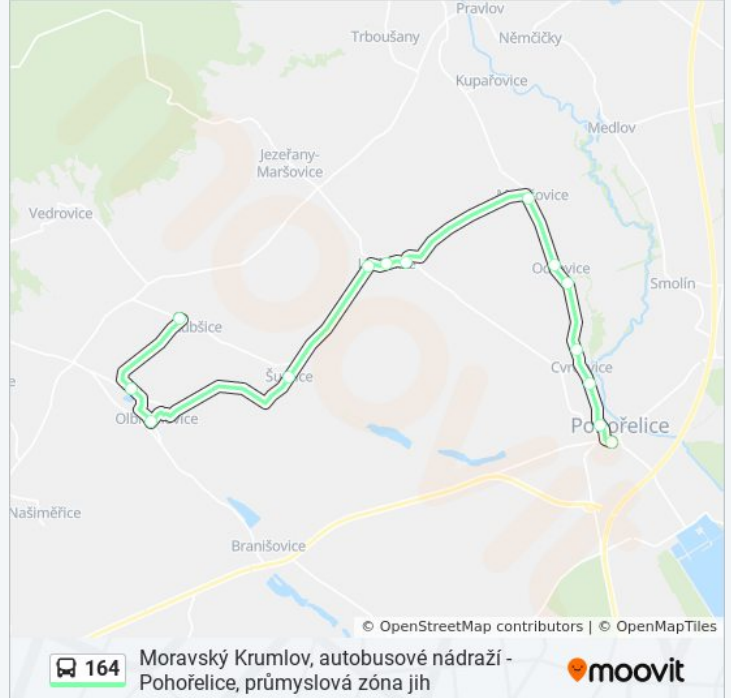 Pravlov
Trboušany
Němčičky
Kupařovice
Medlov
Jezeřany-
Maršovice
Vedrovice
Smolín
Pohořelice
Našiměřice
Branišovice
© OpenStreetMap contributors | © OpenMapTiles
164
Moravský Krumlov, autobusové nádraží -
Pohořelice, průmyslová zóna jih
moovit